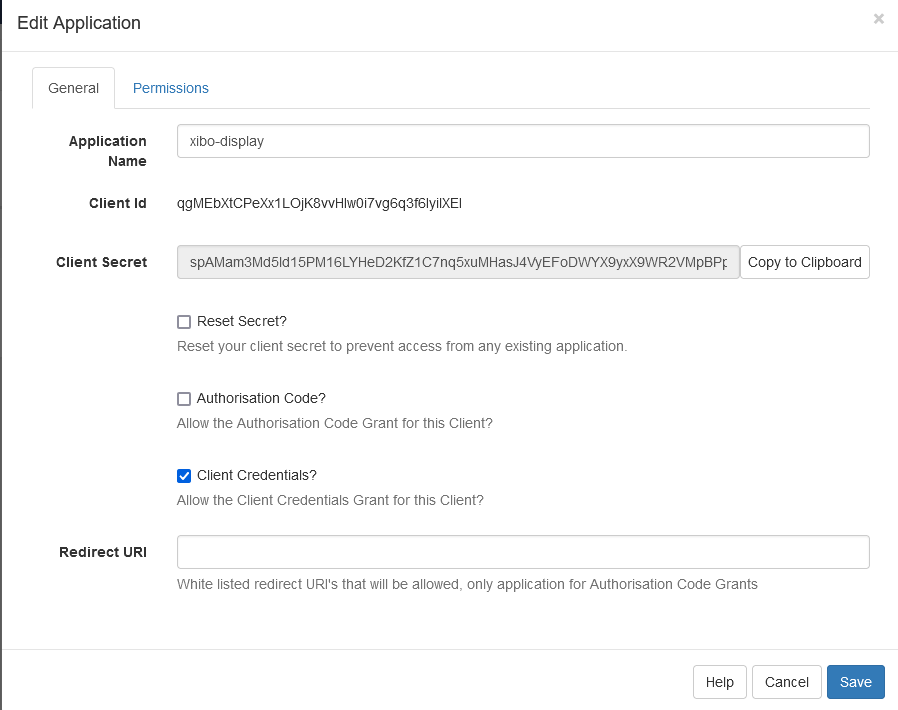 Edit Application
×
General
Permissions
Application Name
xibo-display
Client Id
qgMEbXtCPeXx1LOjK8vvHlw0i7vg6q3f6lyilXEl
Client Secret
spAMam3Md5ld15PM16LYHeD2KfZ1C7nq5xuMHasJ4VyEFoDWYX9yxX9WR2VMpBPp
Copy to Clipboard
Reset Secret?
Reset your client secret to prevent access from any existing application.
Authorisation Code?
Allow the Authorisation Code Grant for this Client?
Client Credentials?
Allow the Client Credentials Grant for this Client?
Redirect URI
White listed redirect URI's that will be allowed, only application for Authorisation Code Grants
Help
Cancel
Save